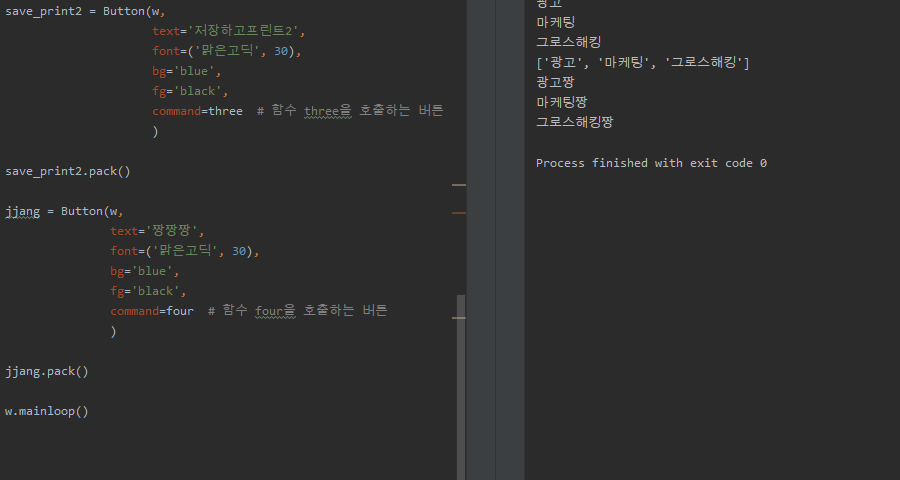 save_print2 = Button(w,
text='저장하고프린트2',
font=('맑은고딕', 30),
bg='blue',
fg='black',
command=three  # 함수 three을 호출하는 버튼
)
save_print2.pack()
jjang = Button(w,
text='짱짱짱',
font=('맑은고딕', 30),
bg='blue',
fg='black',
command=four  # 함수 four을 호출하는 버튼
)
jjang.pack()
w.mainloop()
광고
마케팅
그로스해킹
['광고', '마케팅', '그로스해킹']
광고짱
마케팅짱
그로스해킹짱
Process finished with exit code 0